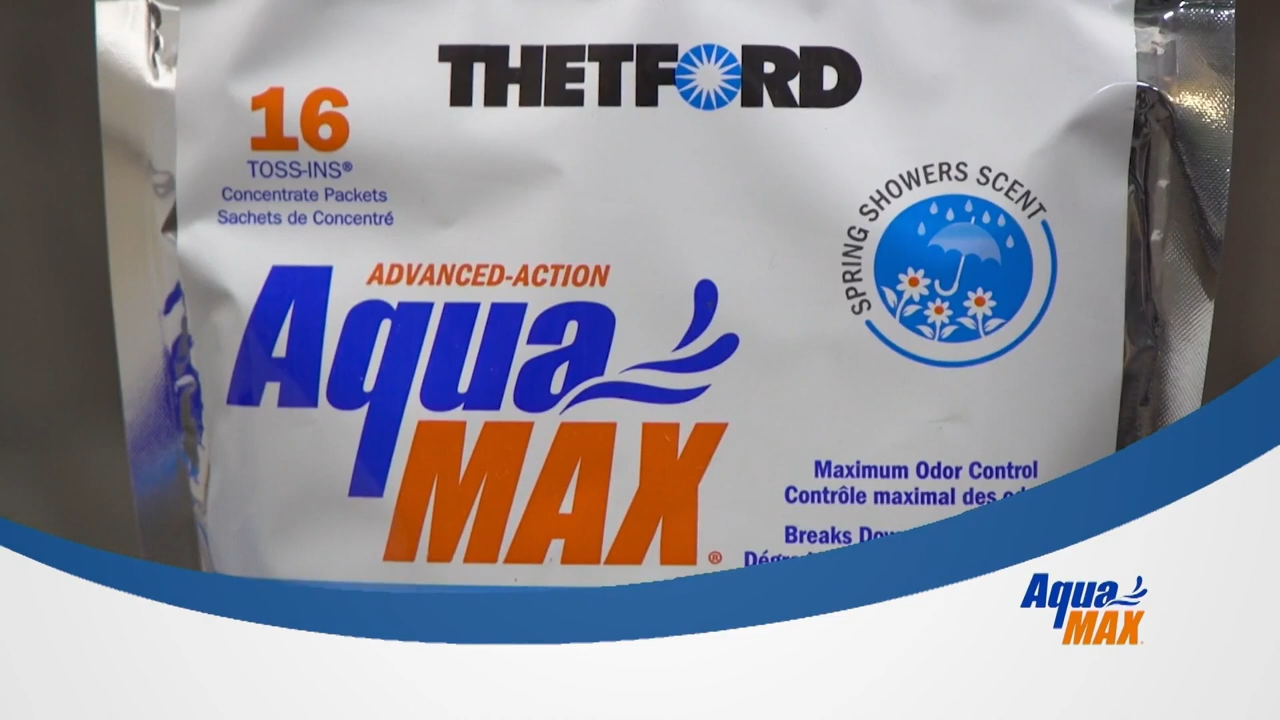 THETFORD
16
TOSS-INS®
Concentrate Packets
Sachets de Concentré
SPRING SHOWERS SCENT
ADVANCED-ACTION
Aqua
MAX®
Maximum Odor Control
Contrôle maximal des
Breaks
Aqua
MAX